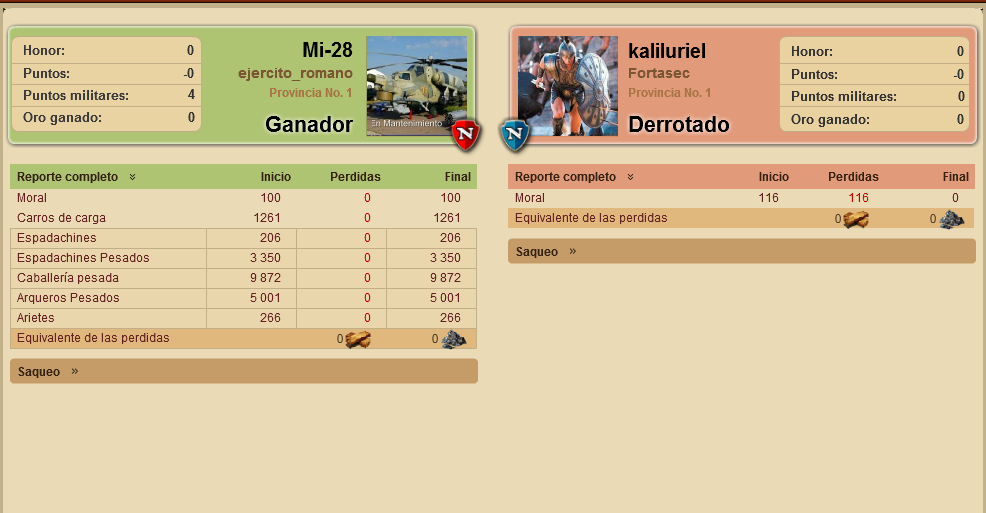 Honor: 0
Puntos: -0
Puntos militares: 4
Oro ganado: 0
Mi-28
ejercito_romano
Provincia No. 1
Ganador
En Mantenimiento
N
N
kaliluriel
Fortasec
Provincia No. 1
Derrotado
Honor: 0
Puntos: -0
Puntos militares: 0
Oro ganado: 0
Reporte completo Inicio Perdidas Final
Moral 100 0 100
Carros de carga 1261 0 1261
Espadachines 206 0 206
Espadachines Pesados 3 350 0 3 350
Caballería pesada 9 872 0 9 872
Arqueros Pesados 5 001 0 5 001
Arietes 266 0 266
Equivalente de las perdidas 0 0
Saqueo »
Reporte completo Inicio Perdidas Final
Moral 116 116 0
Equivalente de las perdidas 0 0
Saqueo »